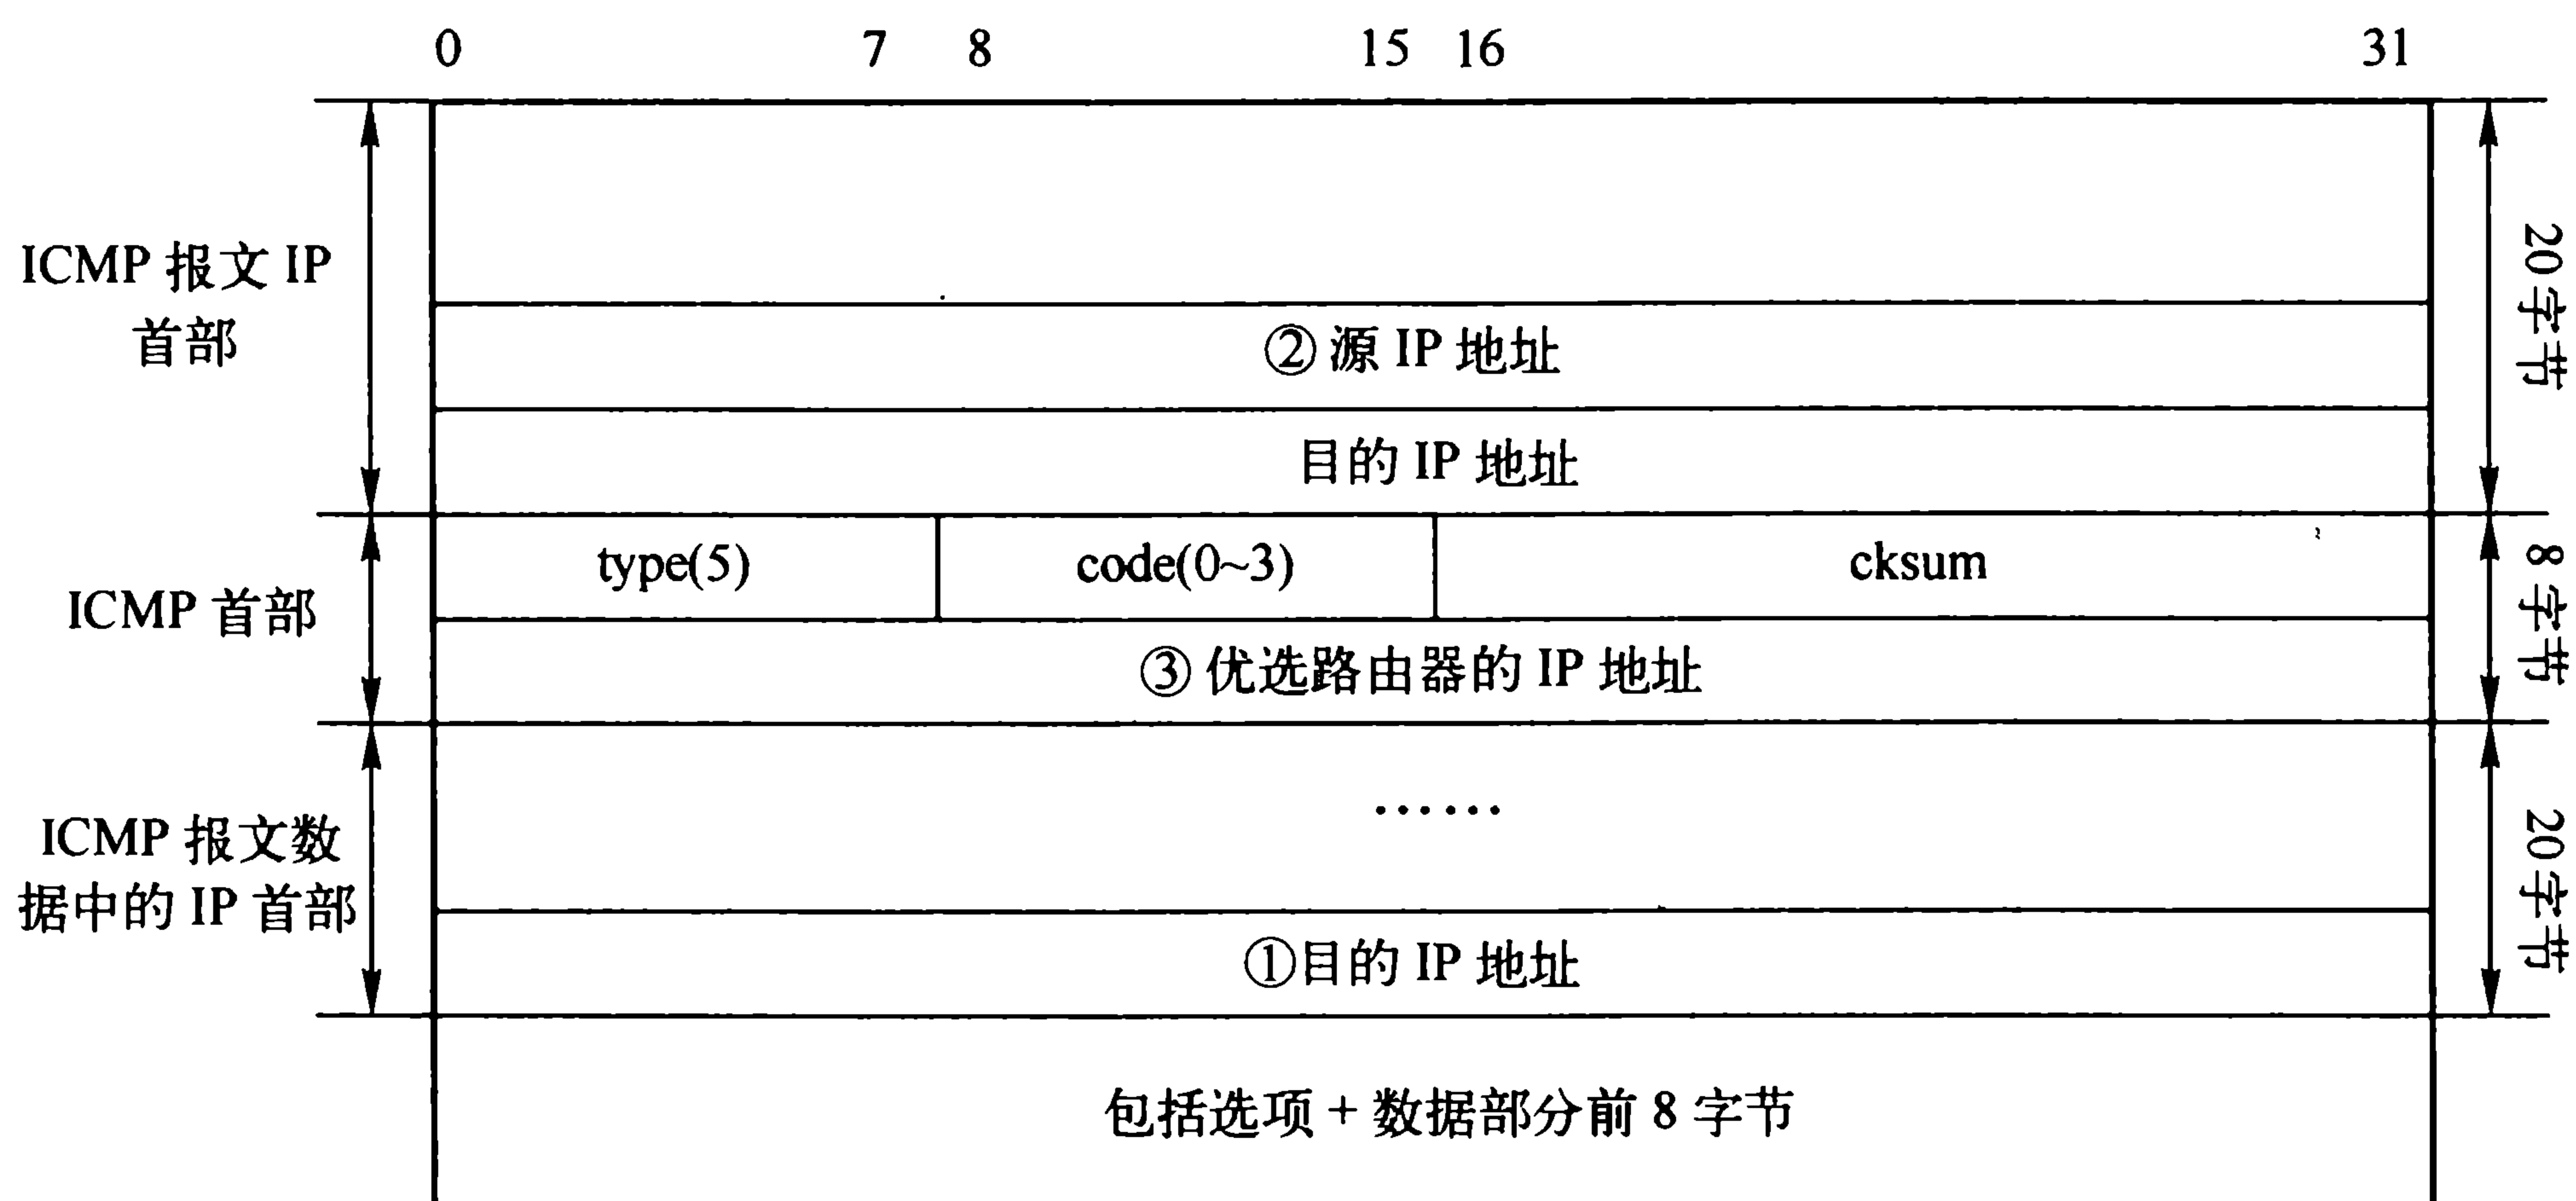 0 7 8 15 16 31
ICMP 报文 IP
首部
20字节
②源 IP 地址
目的 IP 地址
ICMP 首部
type(5) code(0~3) cksum
8字节
③优选路由器的 IP 地址
ICMP 报文数
据中的 IP 首部
······
20字节
①目的 IP 地址
包括选项 + 数据部分前 8 字节